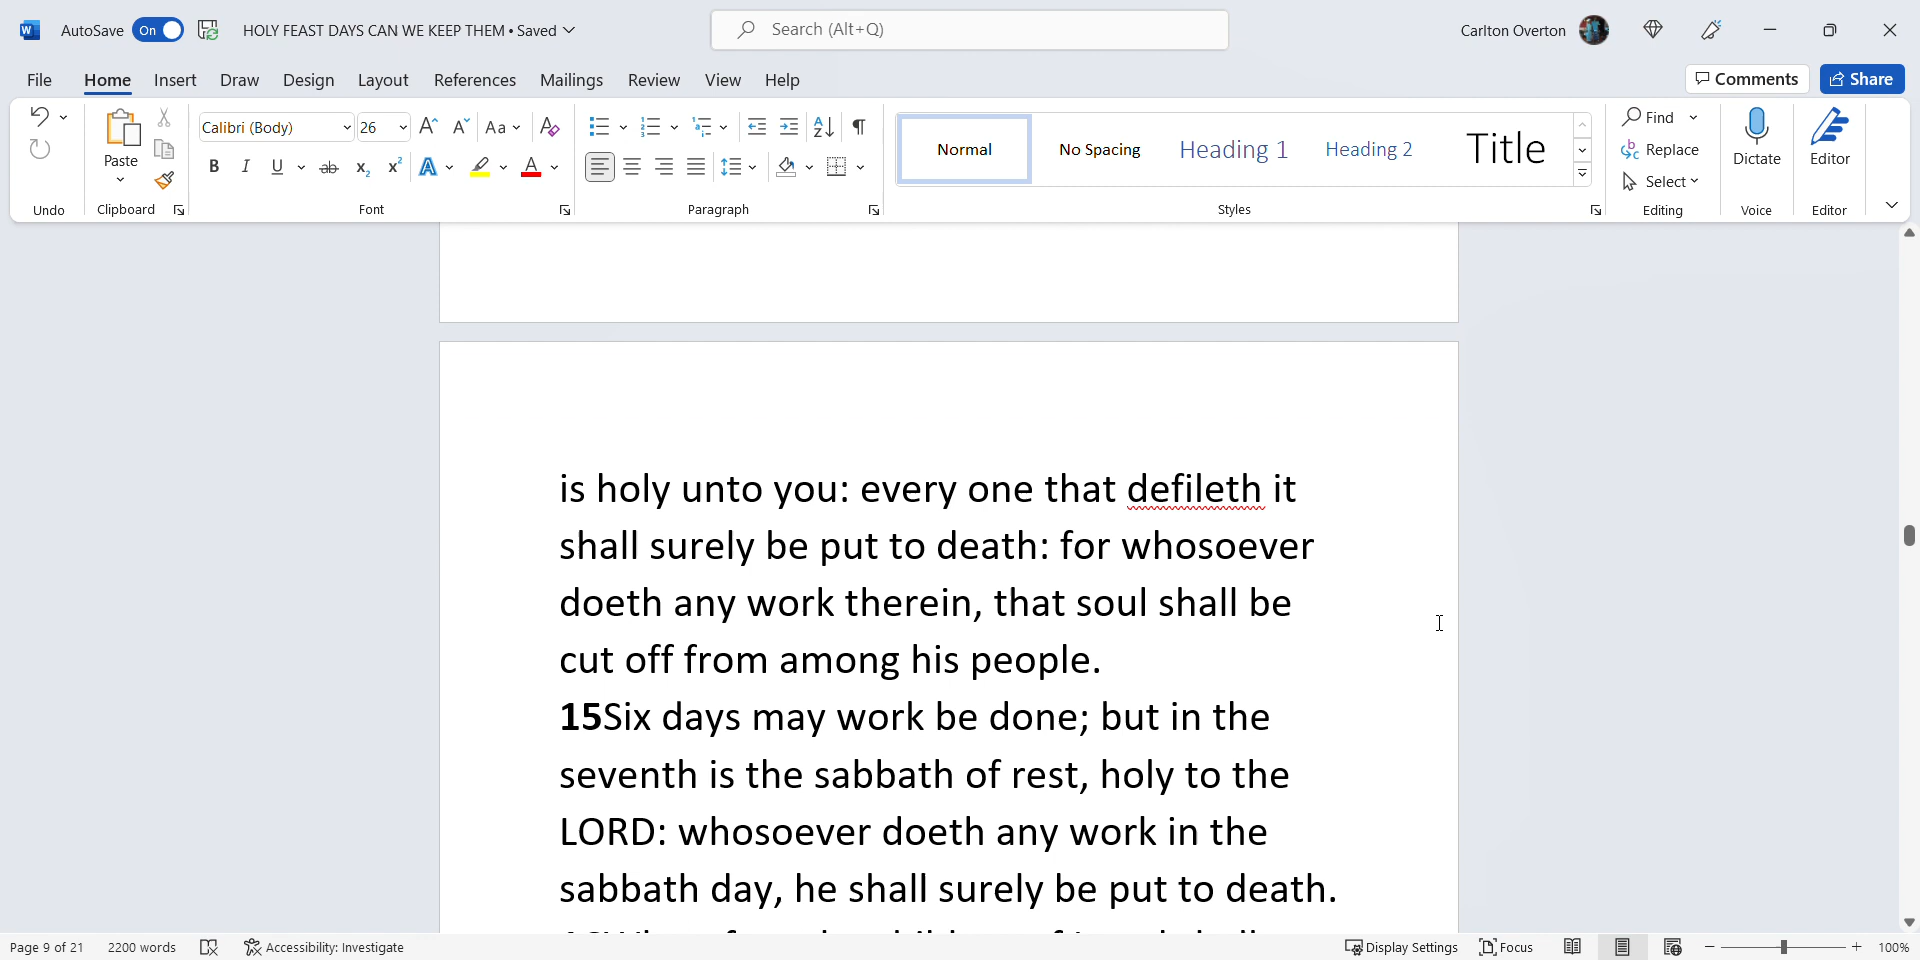 AutoSave On HOLY FEAST DAYS CAN WE KEEP THEM • Saved Search (Alt+Q) Carlton Overton
File Home Insert Draw Design Layout References Mailings Review View Help Comments Share
Paste
Calibri (Body) 26 Aa
Normal No Spacing Heading 1 Heading 2 Title
Find
Replace
Select
Dictate Editor
Undo Clipboard Font Paragraph Styles Editing Voice Editor
is holy unto you: every one that defileth it
shall surely be put to death: for whosoever
doeth any work therein, that soul shall be
cut off from among his people.
15Six days may work be done; but in the
seventh is the sabbath of rest, holy to the
LORD: whosoever doeth any work in the
sabbath day, he shall surely be put to death.
Page 9 of 21 2200 words Accessibility: Investigate Display Settings Focus 100%